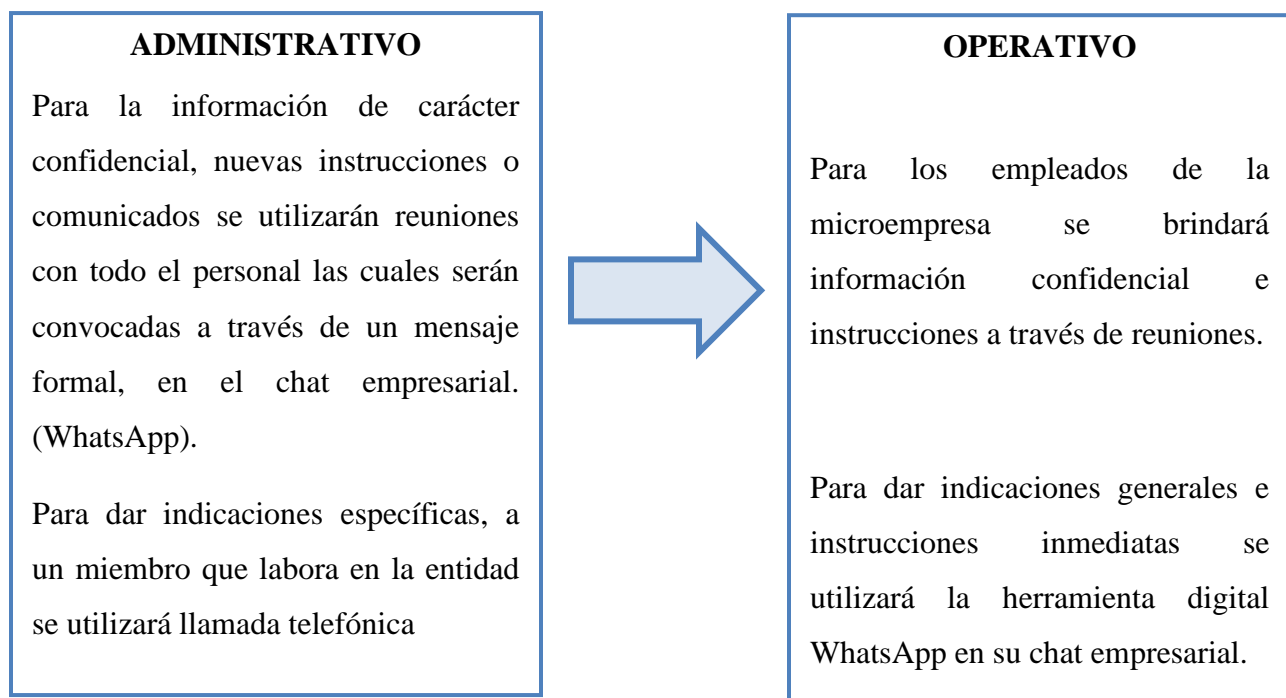 ADMINISTRATIVO
Para la información de carácter
confidencial, nuevas instrucciones o
comunicados se utilizarán reuniones
con todo el personal las cuales serán
convocadas a través de un mensaje
formal, en el chat empresarial.
(WhatsApp).
Para dar indicaciones específicas, a
un miembro que labora en la entidad
se utilizará llamada telefónica
OPERATIVO
Para los empleados de la
microempresa se brindará
información confidencial e
instrucciones a través de reuniones.
Para dar indicaciones generales e
instrucciones inmediatas se
utilizará la herramienta digital
WhatsApp en su chat empresarial.